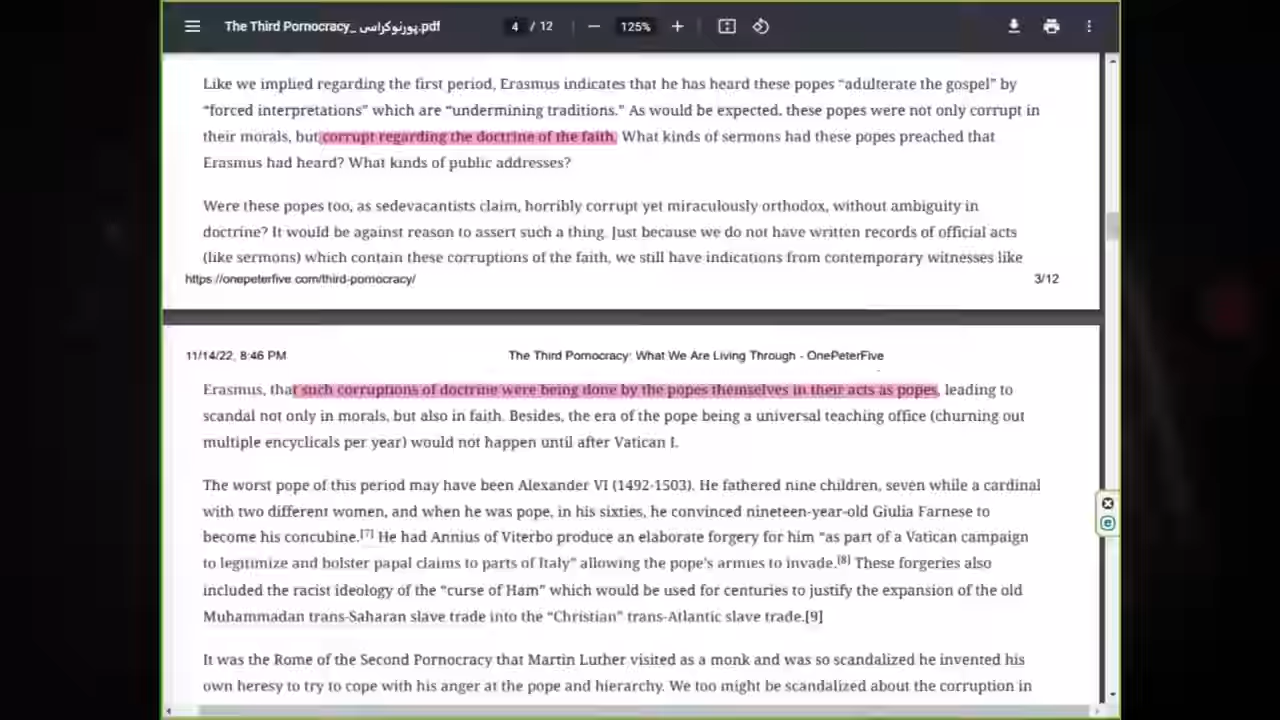 The Third Pornocracy_ پورنوکراسی.pdf
4 / 12
125%
Like we implied regarding the first period, Erasmus indicates that he has heard these popes “adulterate the gospel” by
“forced interpretations” which are “undermining traditions.” As would be expected, these popes were not only corrupt in
their morals, but corrupt regarding the doctrine of the faith. What kinds of sermons had these popes preached that
Erasmus had heard? What kinds of public addresses?
Were these popes too, as sedevacantists claim, horribly corrupt yet miraculously orthodox, without ambiguity in
doctrine? It would be against reason to assert such a thing. Just because we do not have written records of official acts
(like sermons) which contain these corruptions of the faith, we still have indications from contemporary witnesses like
https://onepeterfive.com/third-pornocracy/
3/12
11/14/22, 8:46 PM
The Third Pornocracy: What We Are Living Through - OnePeterFive
Erasmus, that such corruptions of doctrine were being done by the popes themselves in their acts as popes, leading to
scandal not only in morals, but also in faith. Besides, the era of the pope being a universal teaching office (churning out
multiple encyclicals per year) would not happen until after Vatican I.
The worst pope of this period may have been Alexander VI (1492-1503). He fathered nine children, seven while a cardinal
with two different women, and when he was pope, in his sixties, he convinced nineteen-year-old Giulia Farnese to
become his concubine.[7] He had Annius of Viterbo produce an elaborate forgery for him “as part of a Vatican campaign
to legitimize and bolster papal claims to parts of Italy” allowing the pope’s armies to invade.[8] These forgeries also
included the racist ideology of the “curse of Ham” which would be used for centuries to justify the expansion of the old
Muhammadan trans-Saharan slave trade into the “Christian” trans-Atlantic slave trade.[9]
It was the Rome of the Second Pornocracy that Martin Luther visited as a monk and was so scandalized he invented his
own heresy to try to cope with his anger at the pope and hierarchy. We too might be scandalized about the corruption in